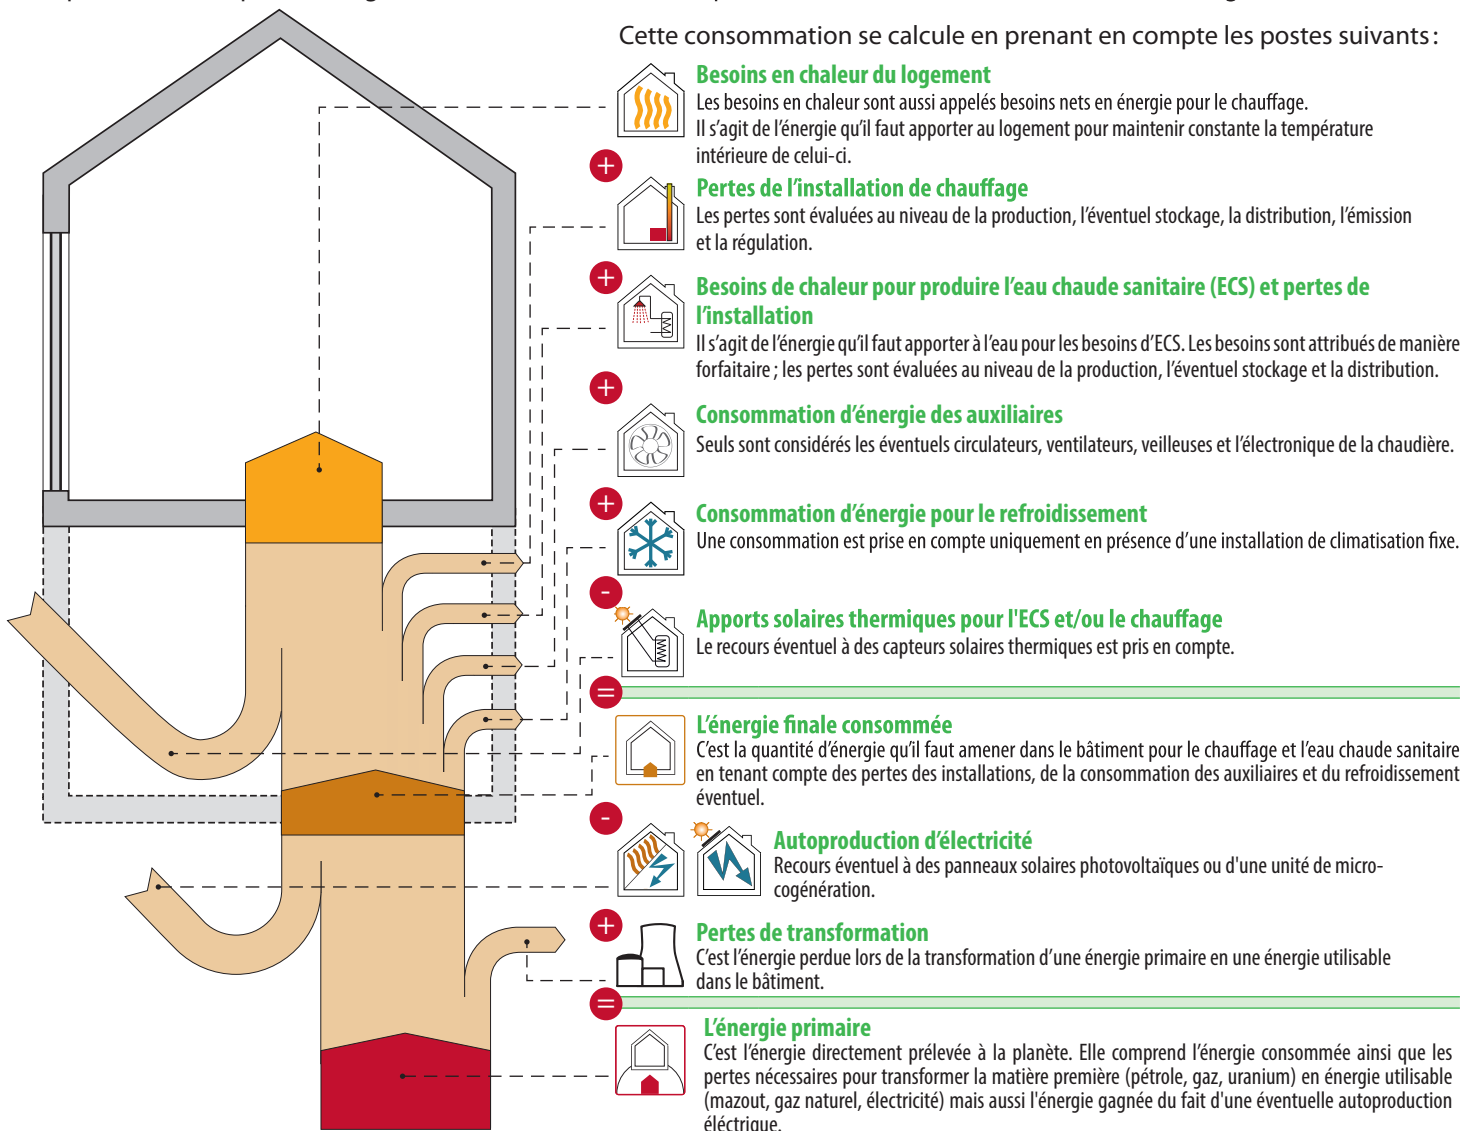 Cette consommation se calcule en prenant en compte les postes suivants :
Besoins en chaleur du logement
Les besoins en chaleur sont aussi appelés besoins nets en énergie pour le chauffage.
Il s’agit de l’énergie qu’il faut apporter au logement pour maintenir constante la température
intérieure de celui-ci.
+
Pertes de l’installation de chauffage
Les pertes sont évaluées au niveau de la production, l’éventuel stockage, la distribution, l’émission
et la régulation.
+
Besoins de chaleur pour produire l’eau chaude sanitaire (ECS) et pertes de
l’installation
Il s’agit de l’énergie qu’il faut apporter à l’eau pour les besoins d’ECS. Les besoins sont attribués de manière
forfaitaire ; les pertes sont évaluées au niveau de la production, l’éventuel stockage et la distribution.
+
Consommation d’énergie des auxiliaires
Seuls sont considérés les éventuels circulateurs, ventilateurs, veilleuses et l’électronique de la chaudière.
+
Consommation d’énergie pour le refroidissement
Une consommation est prise en compte uniquement en présence d’une installation de climatisation fixe.
-
Apports solaires thermiques pour l'ECS et/ou le chauffage
Le recours éventuel à des capteurs solaires thermiques est pris en compte.
=
L’énergie finale consommée
C’est la quantité d’énergie qu’il faut amener dans le bâtiment pour le chauffage et l’eau chaude sanitaire
en tenant compte des pertes des installations, de la consommation des auxiliaires et du refroidissement
éventuel.
-
Autoproduction d’électricité
Recours éventuel à des panneaux solaires photovoltaïques ou d'une unité de micro-
cogénération.
+
Pertes de transformation
C’est l’énergie perdue lors de la transformation d’une énergie primaire en une énergie utilisable
dans le bâtiment.
=
L’énergie primaire
C’est l’énergie directement prélevée à la planète. Elle comprend l’énergie consommée ainsi que les
pertes nécessaires pour transformer la matière première (pétrole, gaz, uranium) en énergie utilisable
(mazout, gaz naturel, électricité) mais aussi l'énergie gagnée du fait d'une éventuelle autoproduction
éléctrique.